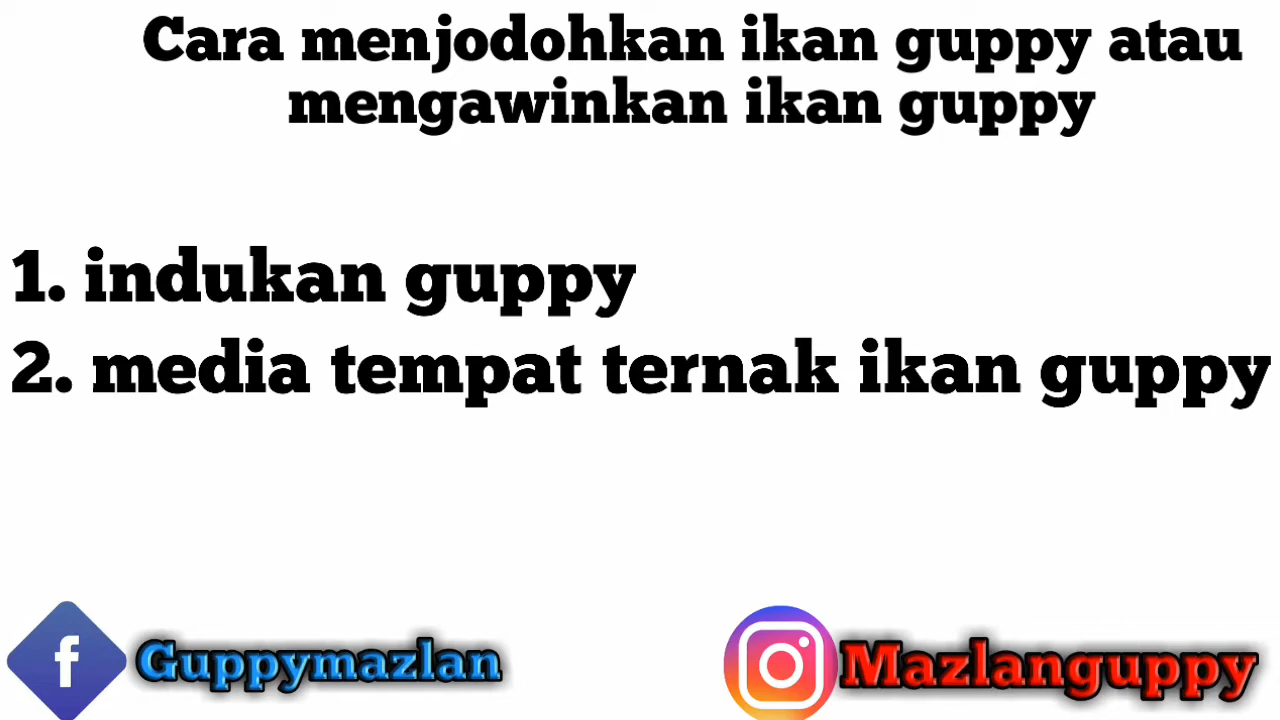 Cara menjodohkan ikan guppy atau
mengawinkan ikan guppy
1. indukan guppy
2. media tempat ternak ikan guppy
Guppymazlan
Mazlanguppy